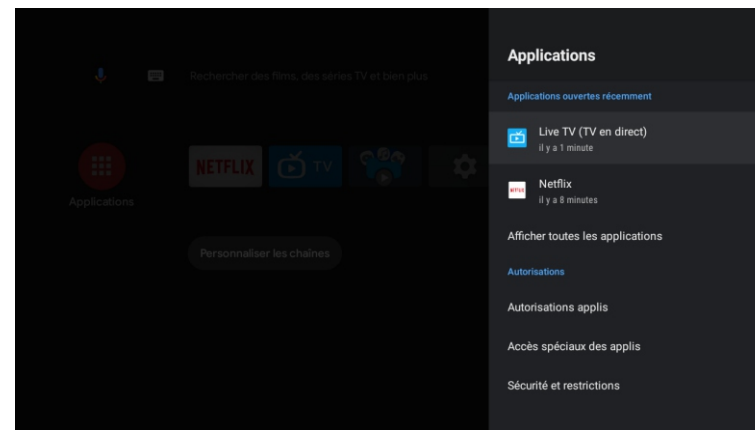 Rechercher des films, des séries TV et bien plus
NETFLIX
TV
Applications
Personnaliser les chaînes
Applications
Applications ouvertes récemment
Live TV (TV en direct)
il y a 1 minute
NETFLIX
Netflix
il y a 8 minutes
Afficher toutes les applications
Autorisations
Autorisations applis
Accès spéciaux des applis
Sécurité et restrictions